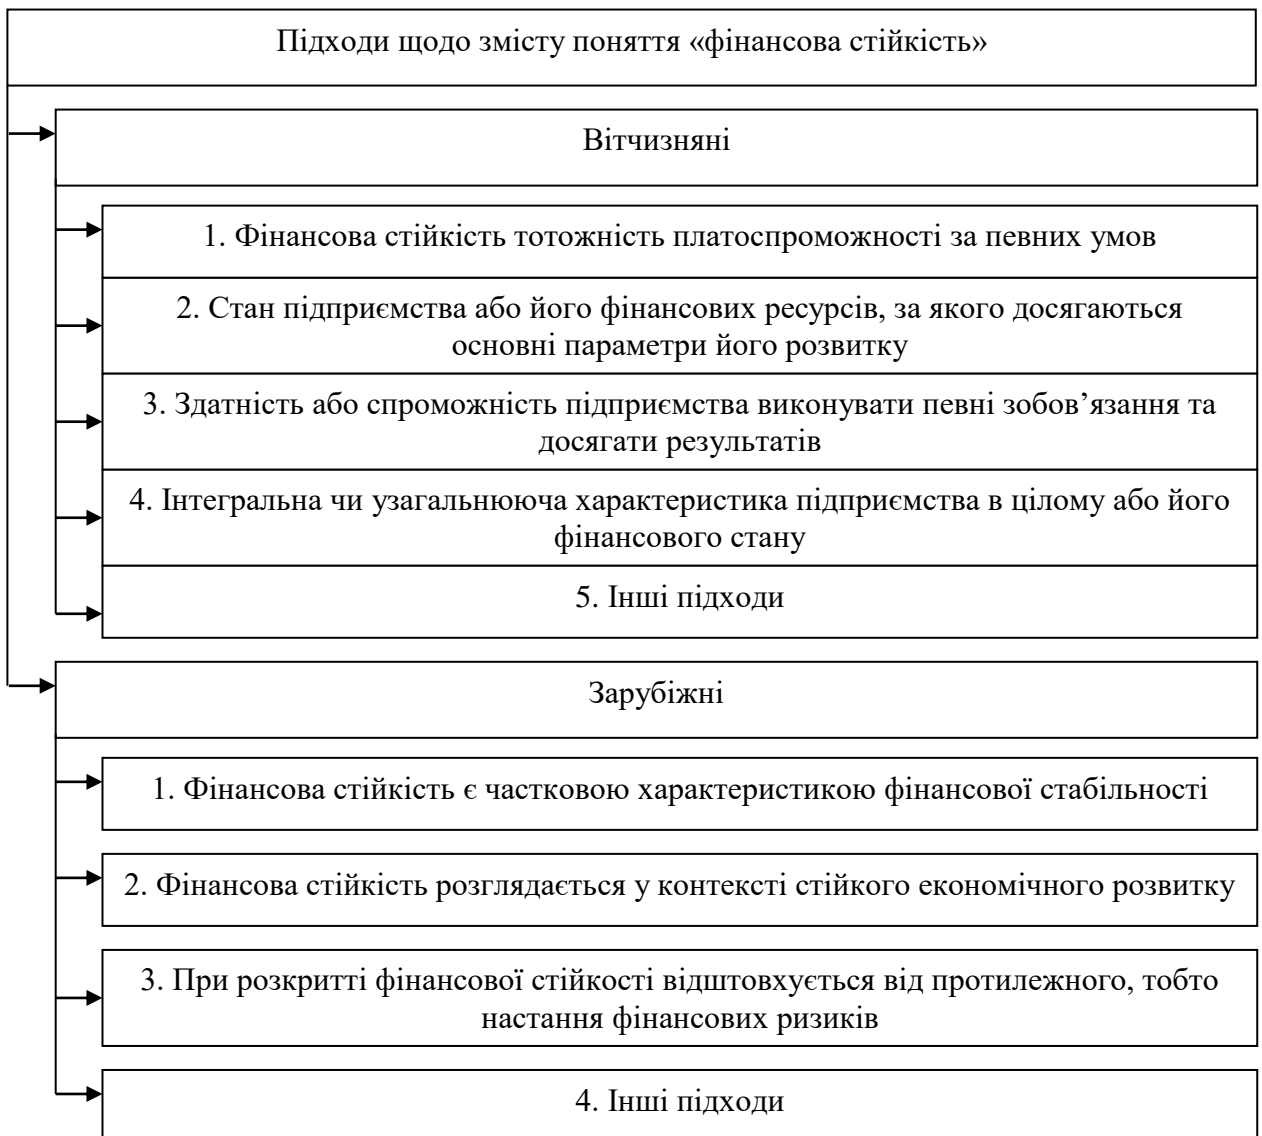 Підходи щодо змісту поняття «фінансова стійкість»
Вітчизняні
1. Фінансова стійкість тотожність платоспроможності за певних умов
2. Стан підприємства або його фінансових ресурсів, за якого досягаються
основні параметри його розвитку
3. Здатність або спроможність підприємства виконувати певні зобов’язання та
досягати результатів
4. Інтегральна чи узагальнююча характеристика підприємства в цілому або його
фінансового стану
5. Інші підходи
Зарубіжні
1. Фінансова стійкість є частковою характеристикою фінансової стабільності
2. Фінансова стійкість розглядається у контексті стійкого економічного розвитку
3. При розкритті фінансової стійкості відштовхується від протилежного, тобто
настання фінансових ризиків
4. Інші підходи